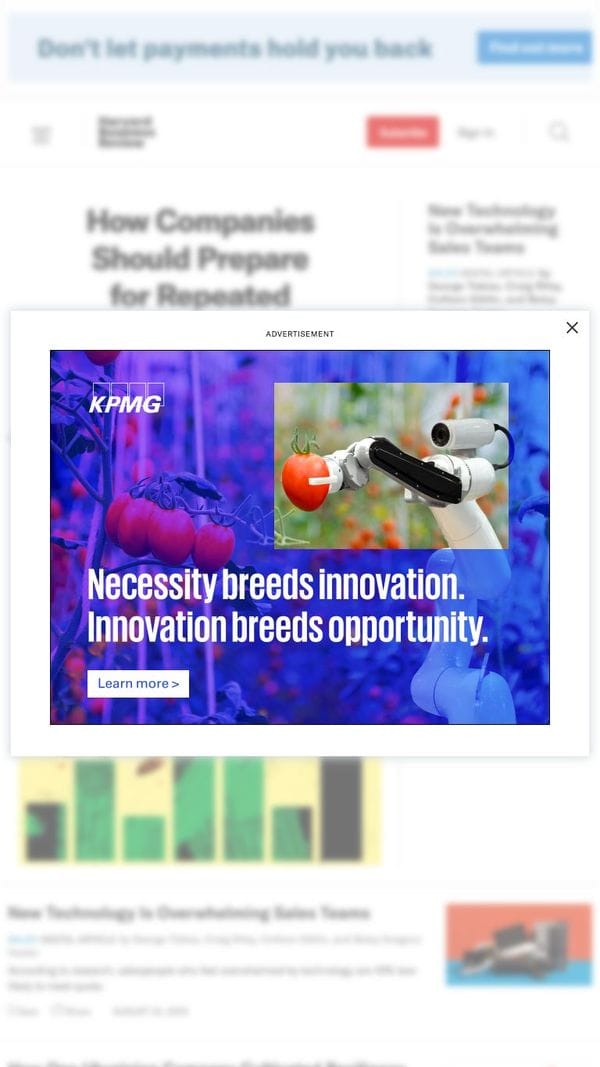 Don't let payments hold you back
Find out more
Harvard
Business
Review
Subscribe
Sign In
How Companies
Should Prepare
for Repeated
New Technology
Is Overwhelming
Sales Teams
ADVERTISEMENT
KPMG
Necessity breeds innovation.
Innovation breeds opportunity.
Learn more >
New Technology Is Overwhelming Sales Teams